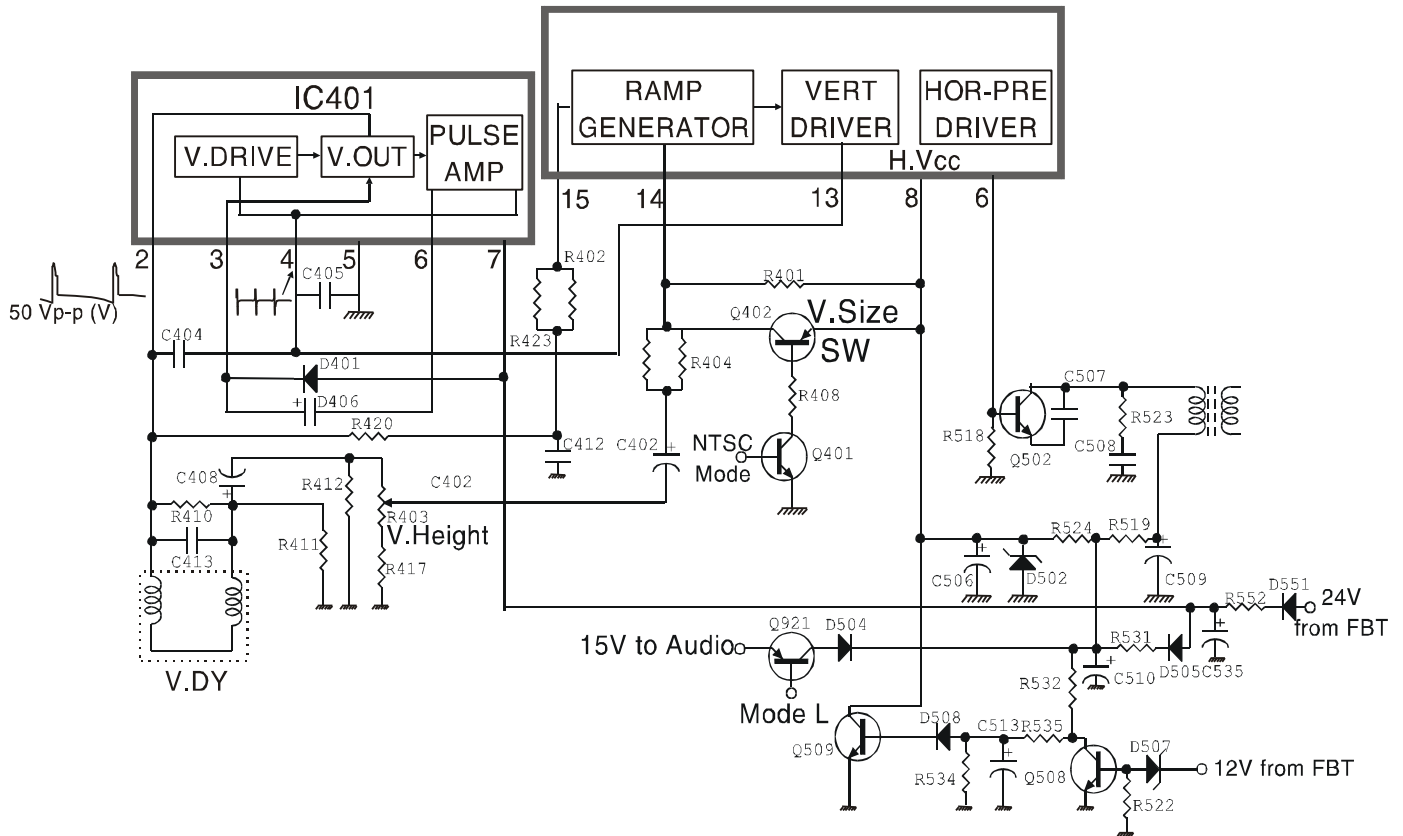 IC401
V.DRIVE
V.OUT
PULSE
AMP
RAMP
GENERATOR
VERT
DRIVER
HOR-PRE
DRIVER
H.Vcc
15
14
13
8
6
2
3
4
5
6
7
50 Vp-p (V)
C405
R402
R423
R401
Q402
V.Size
SW
C404
D401
D406
R404
R408
R420
C412
C402
NTSC
Mode
Q401
C507
R523
R518
C508
Q502
C408
R412
C402
R403
V.Height
R410
R411
C413
R417
V.DY
R524
R519
C506
D502
C509
D551
R552
24V
from FBT
15V to Audio
Q921
D504
R531
D505
C535
R532
C510
Mode L
Q509
D508
C513
R535
R534
Q508
D507
12V from FBT
R522